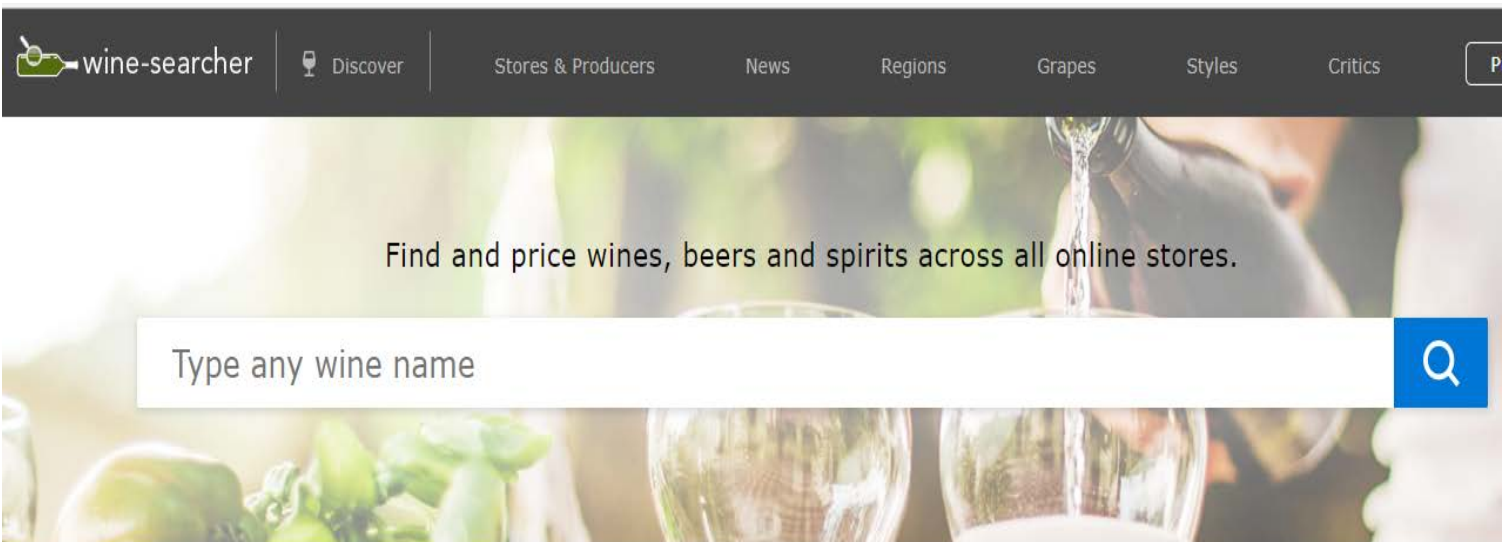 wine-searcher Discover Stores & Producers News Regions Grapes Styles Critics P
Find and price wines, beers and spirits across all online stores.
Type any wine name